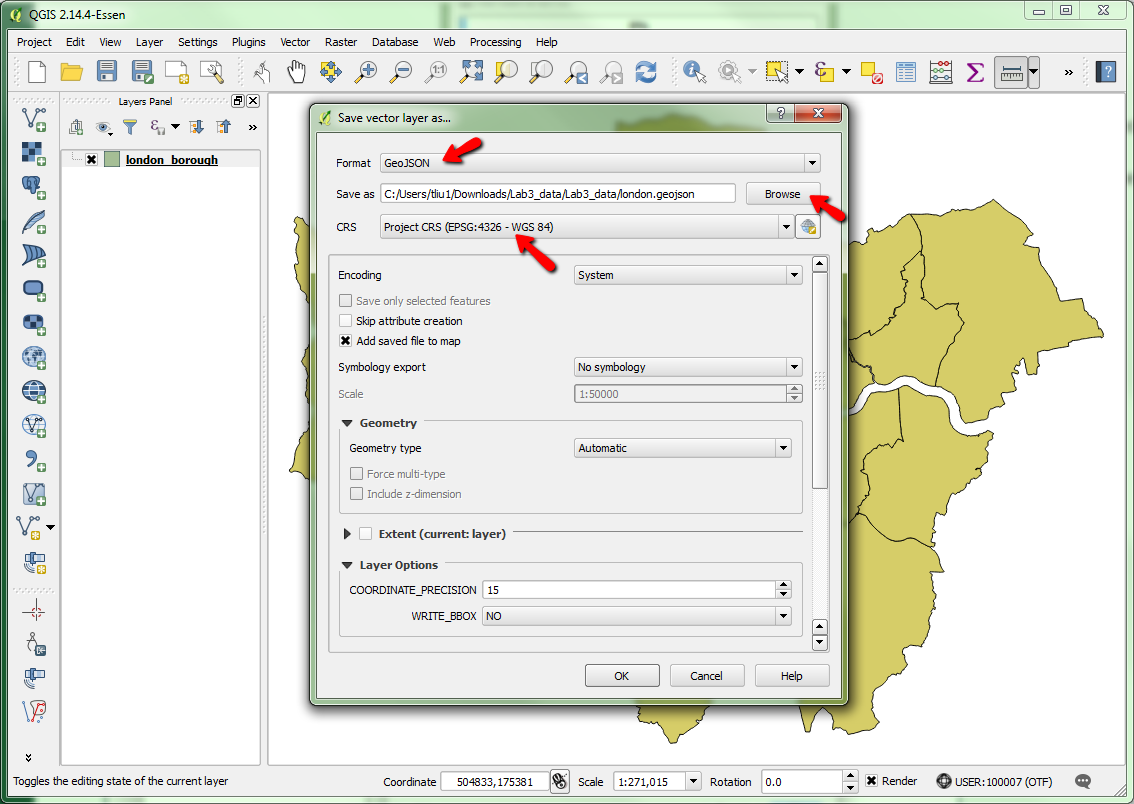 QGIS 2.14.4-Essen
Project Edit View Layer Settings Plugins Vector Raster Database Web Processing Help
1:1
»
?
Layers Panel
»
london_borough
Save vector layer as...
?
Format GeoJSON
Save as C:/Users/tliu1/Downloads/Lab3_data/Lab3_data/london.geojson Browse
CRS Project CRS (EPSG:4326 - WGS 84)
Encoding System
Save only selected features
Skip attribute creation
Add saved file to map
Symbology export No symbology
Scale 1:50000
Geometry
Geometry type Automatic
Force multi-type
Include z-dimension
Extent (current: layer)
Layer Options
COORDINATE_PRECISION 15
WRITE_BBOX NO
OK Cancel Help
Toggles the editing state of the current layer Coordinate 504833,175381 Scale 1:271,015 Rotation 0.0 Render USER:100007 (OTF)